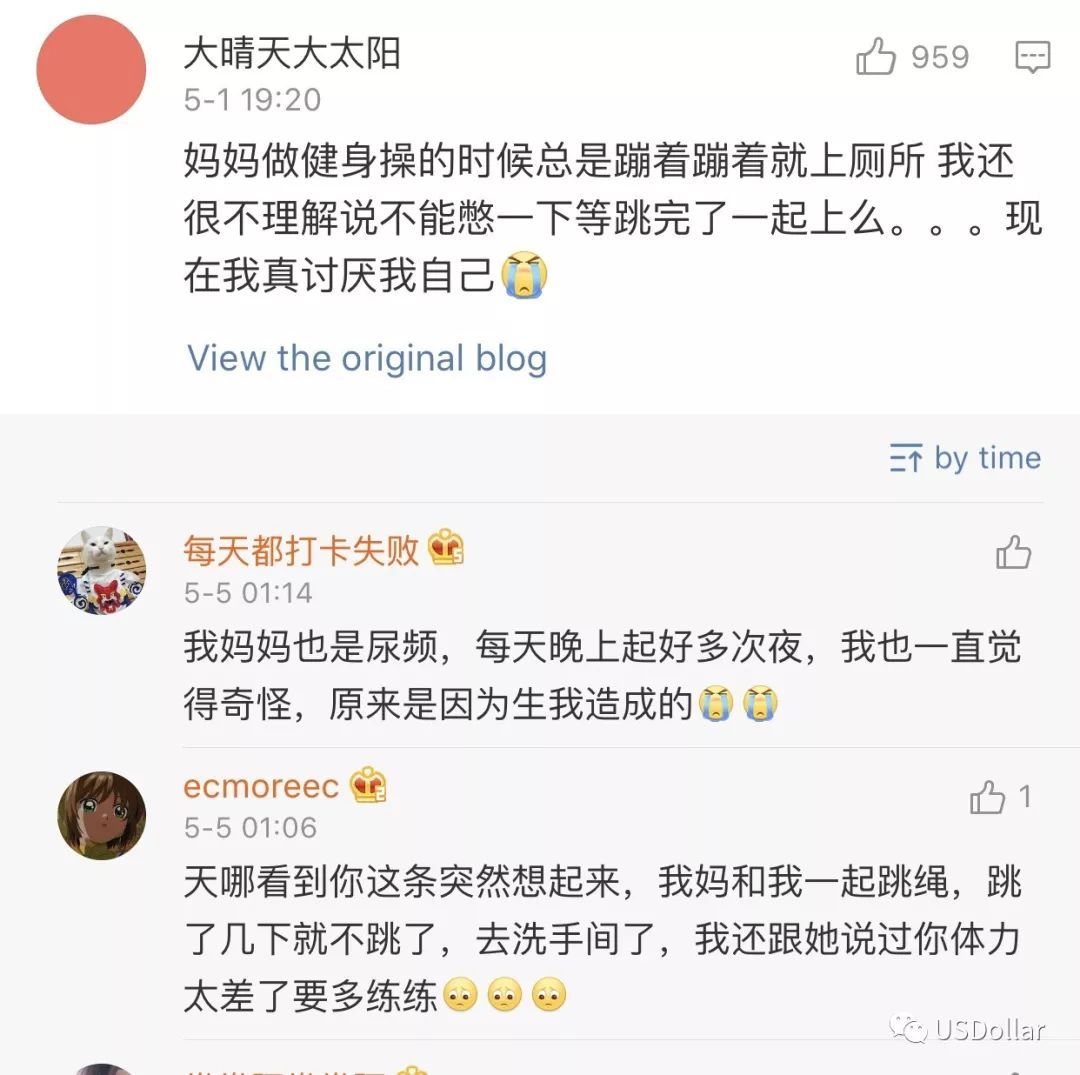 大晴天大太阳
959
5-1 19:20
妈妈做健身操的时候总是蹦着蹦着就上厕所 我还
很不理解说不能憋一下等跳完了一起上么。。。现
在我真讨厌我自己😭
View the original blog
by time
每天都打卡失败
5-5 01:14
我妈妈也是尿频，每天晚上起好多次夜，我也一直觉
得奇怪，原来是因为生我造成的😭😭
ecmoreec
1
5-5 01:06
天哪看到你这条突然想起来，我妈和我一起跳绳，跳
了几下就不跳了，去洗手间了，我还跟她说过你体力
太差了要多练练🥺🥺🥺
USDollar